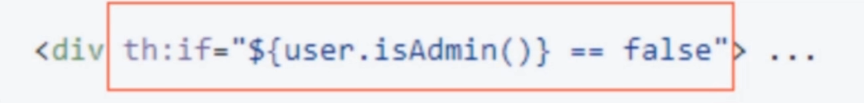 <div th:if="${user.isAdmin()} == false"> ...